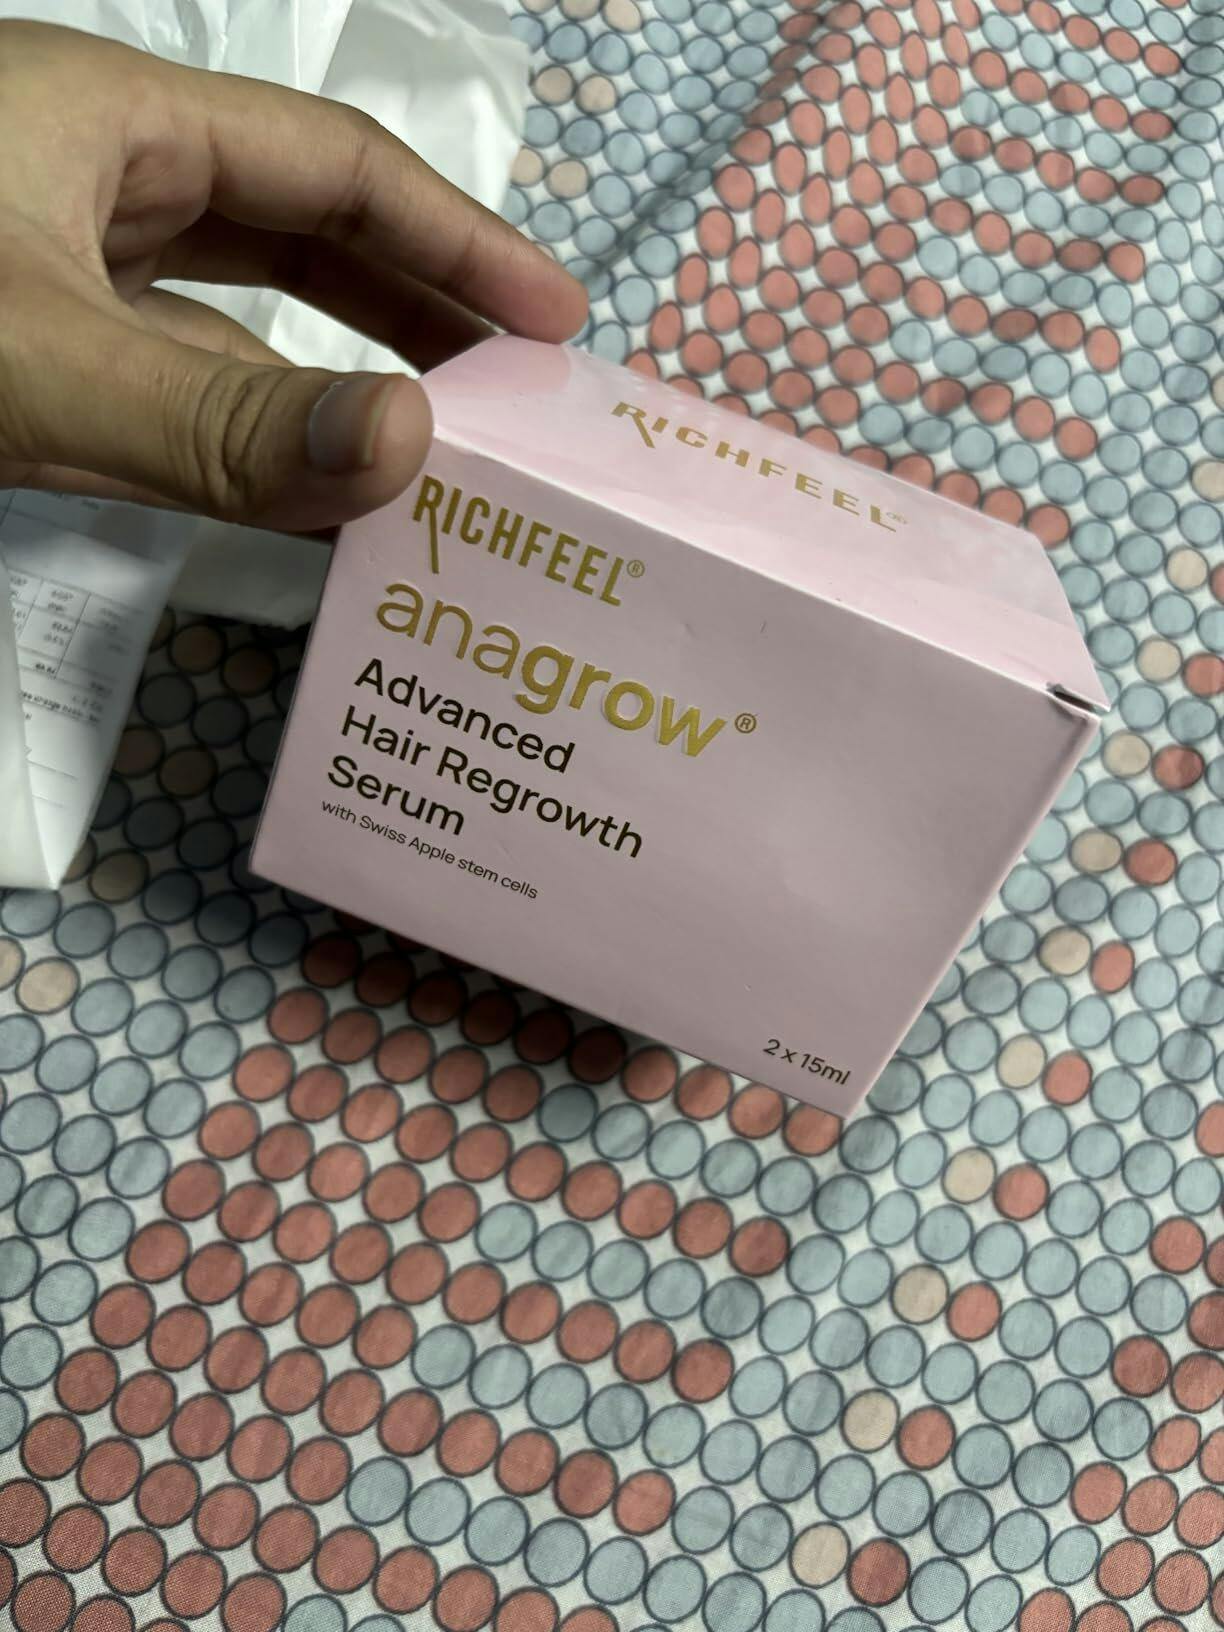 RICHFEEL®
RICHFEEL®
anagrow®
Advanced
Hair Regrowth
Serum
with Swiss Apple stem cells
2 x 15ml